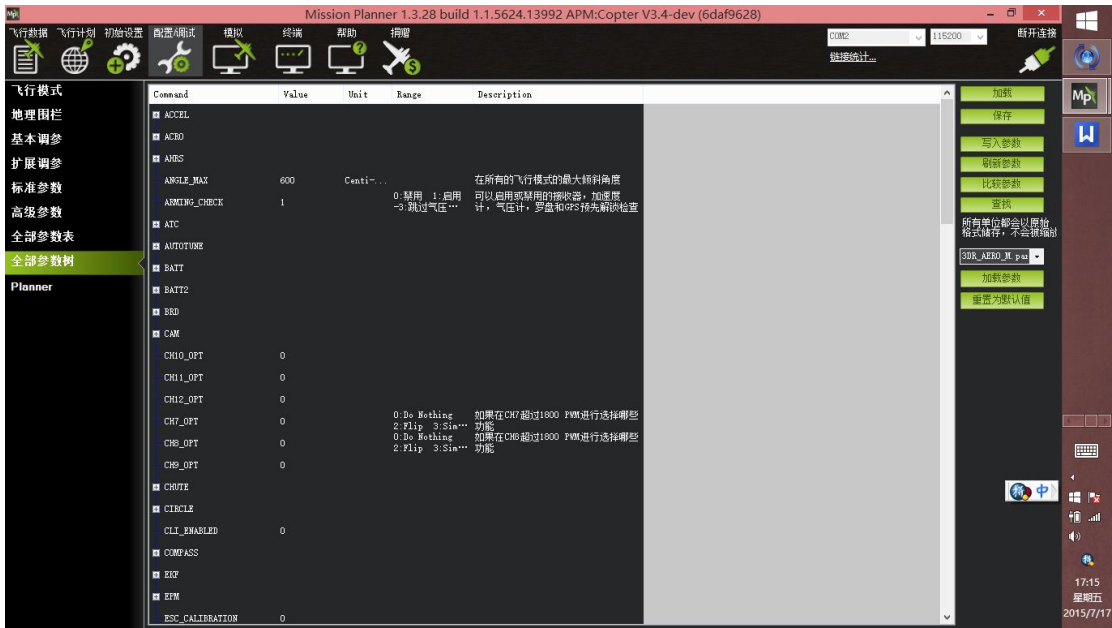 Mission Planner 1.3.28 build 1.1.5624.13992 APM:Copter V3.4-dev (6daf9628)
飞行数据 飞行计划 初始设置 配置/调试 模拟 终端 帮助 捐赠
COM2 115200 断开连接
链接统计...
飞行模式
地理围栏
基本调参
扩展调参
标准参数
高级参数
全部参数表
全部参数树
Planner
Command Value Unit Range Description
ACCEL
ACRO
AHRS
ANGLE_MAX 600 Centi-... 在所有的飞行模式的最大倾斜角度
ARMING_CHECK 1 0:禁用 1:启用 可以启用或禁用的接收器，加速度
-3:跳过气压… 计，气压计，罗盘和GPS预先解锁检查
ATC
AUTOTUNE
BATT
BATT2
BRD
CAM
CH10_OPT 0
CH11_OPT 0
CH12_OPT 0
CH7_OPT 0 0:Do Nothing 如果在CH7超过1800 PWM进行选择哪些
2:Flip 3:Sim… 功能
CH8_OPT 0 0:Do Nothing 如果在CH8超过1800 PWM进行选择哪些
2:Flip 3:Sim… 功能
CH9_OPT 0
CHUTE
CIRCLE
CLI_ENABLED 0
COMPASS
EKF
EPM
ESC_CALIBRATION 0
加载
保存
写入参数
刷新参数
比较参数
查找
所有单位都会以原始
格式储存，不会被缩放
3DR_AERO_M.par
加载参数
重置为默认值
Mp
中
17:15
星期五
2015/7/17